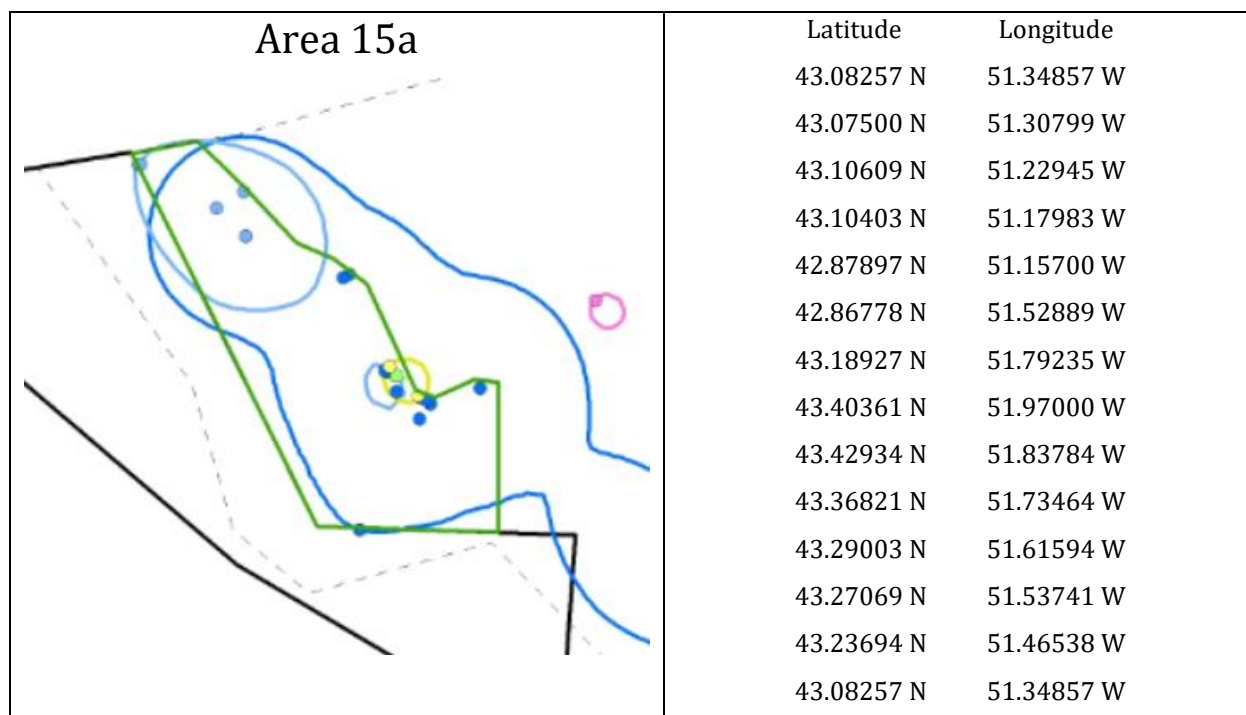 Area 15a
Latitude Longitude
43.08257 N 51.34857 W
43.07500 N 51.30799 W
43.10609 N 51.22945 W
43.10403 N 51.17983 W
42.87897 N 51.15700 W
42.86778 N 51.52889 W
43.18927 N 51.79235 W
43.40361 N 51.97000 W
43.42934 N 51.83784 W
43.36821 N 51.73464 W
43.29003 N 51.61594 W
43.27069 N 51.53741 W
43.23694 N 51.46538 W
43.08257 N 51.34857 W